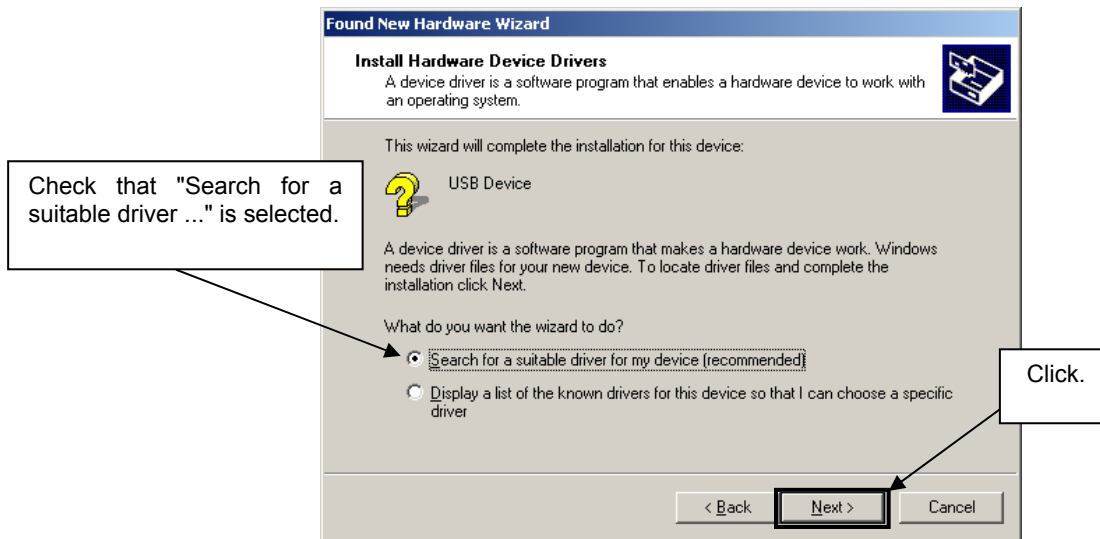 Found New Hardware Wizard
Install Hardware Device Drivers
A device driver is a software program that enables a hardware device to work with
an operating system.
This wizard will complete the installation for this device:
USB Device
Check that "Search for a
suitable driver ..." is selected.
A device driver is a software program that makes a hardware device work. Windows
needs driver files for your new device. To locate driver files and complete the
installation click Next.
What do you want the wizard to do?
Search for a suitable driver for my device (recommended)
Display a list of the known drivers for this device so that I can choose a specific
driver
Click.
< Back
Next >
Cancel